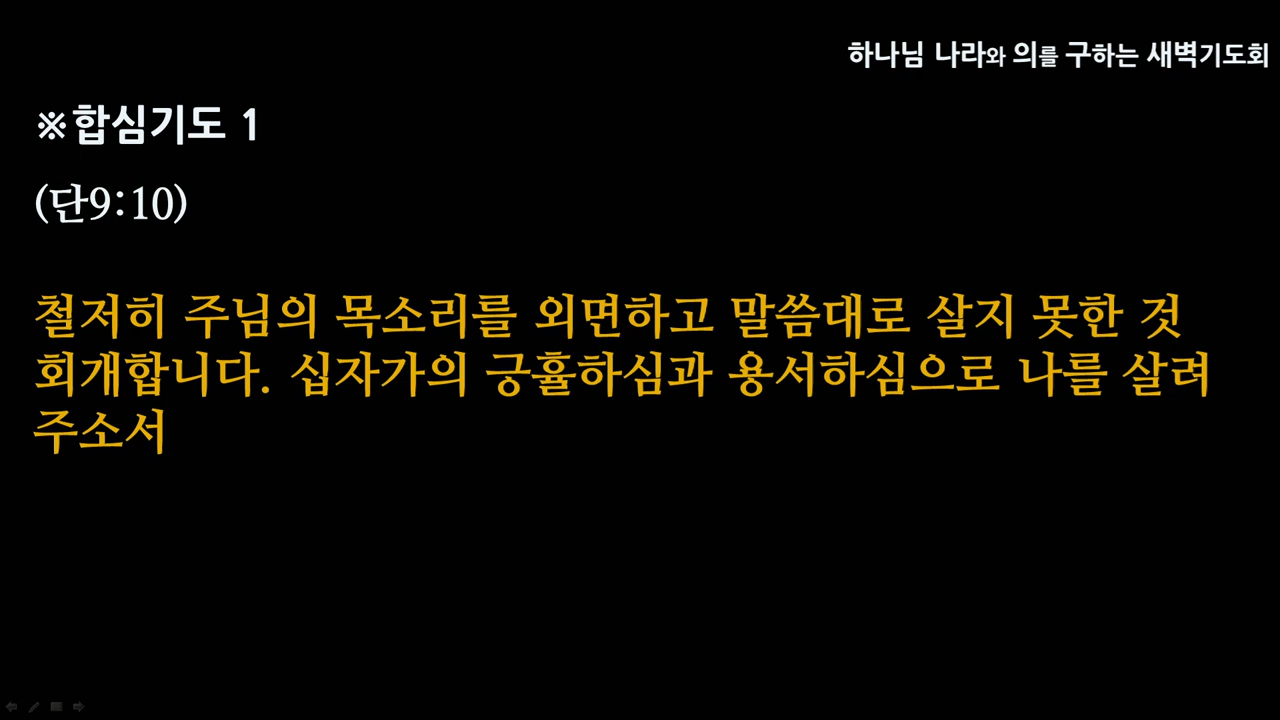 하나님 나라와 의를 구하는 새벽기도회
※합심기도 1
(단9:10)
철저히 주님의 목소리를 외면하고 말씀대로 살지 못한 것
회개합니다. 십자가의 긍휼하심과 용서하심으로 나를 살려
주소서